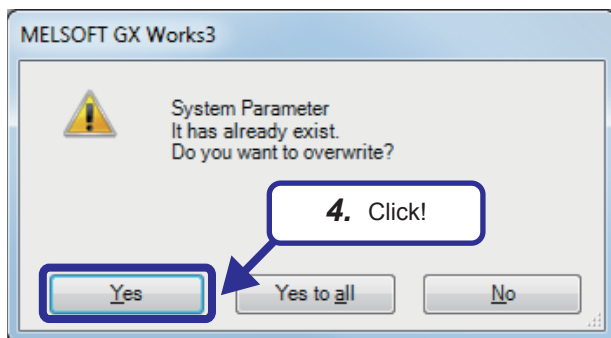 MELSOFT GX Works3
System Parameter
It has already exist.
Do you want to overwrite?
4. Click!
Yes
Yes to all
No